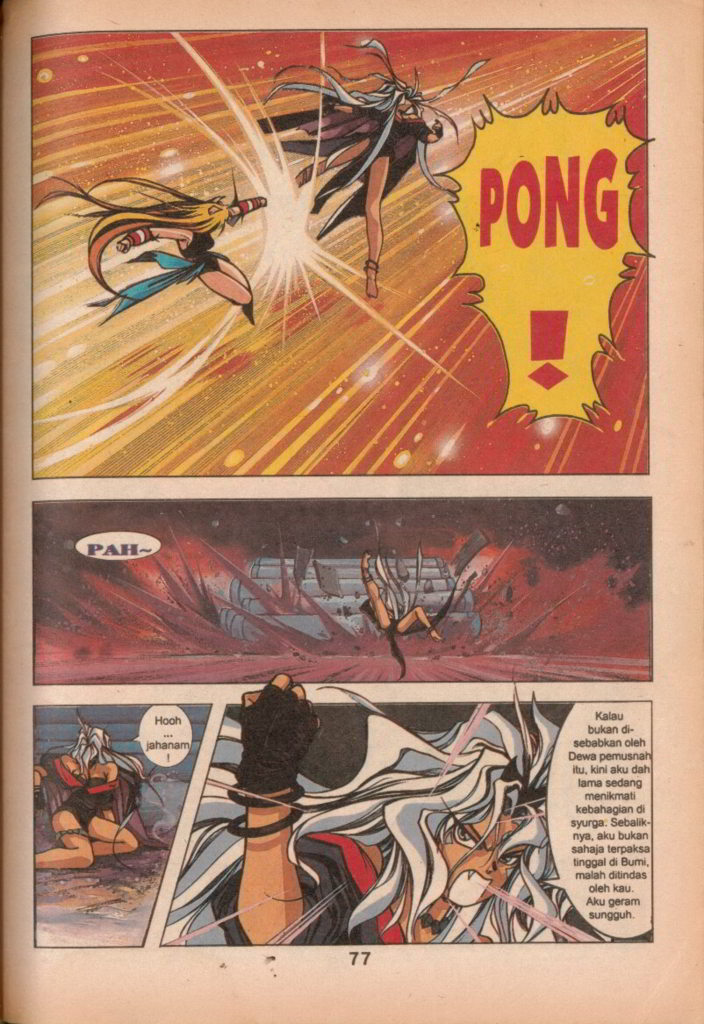 PONG
!
PAH~
Hooh
...
jahanam
!
Kalau
bukan di-
sebabkan oleh
Dewa pemusnah
itu, kini aku dah
lama sedang
menikmati
kebahagian di
syurga. Sebalik-
nya, aku bukan
sahaja terpaksa
tinggal di Bumi,
malah ditindas
oleh kau.
Aku geram
sungguh.
77